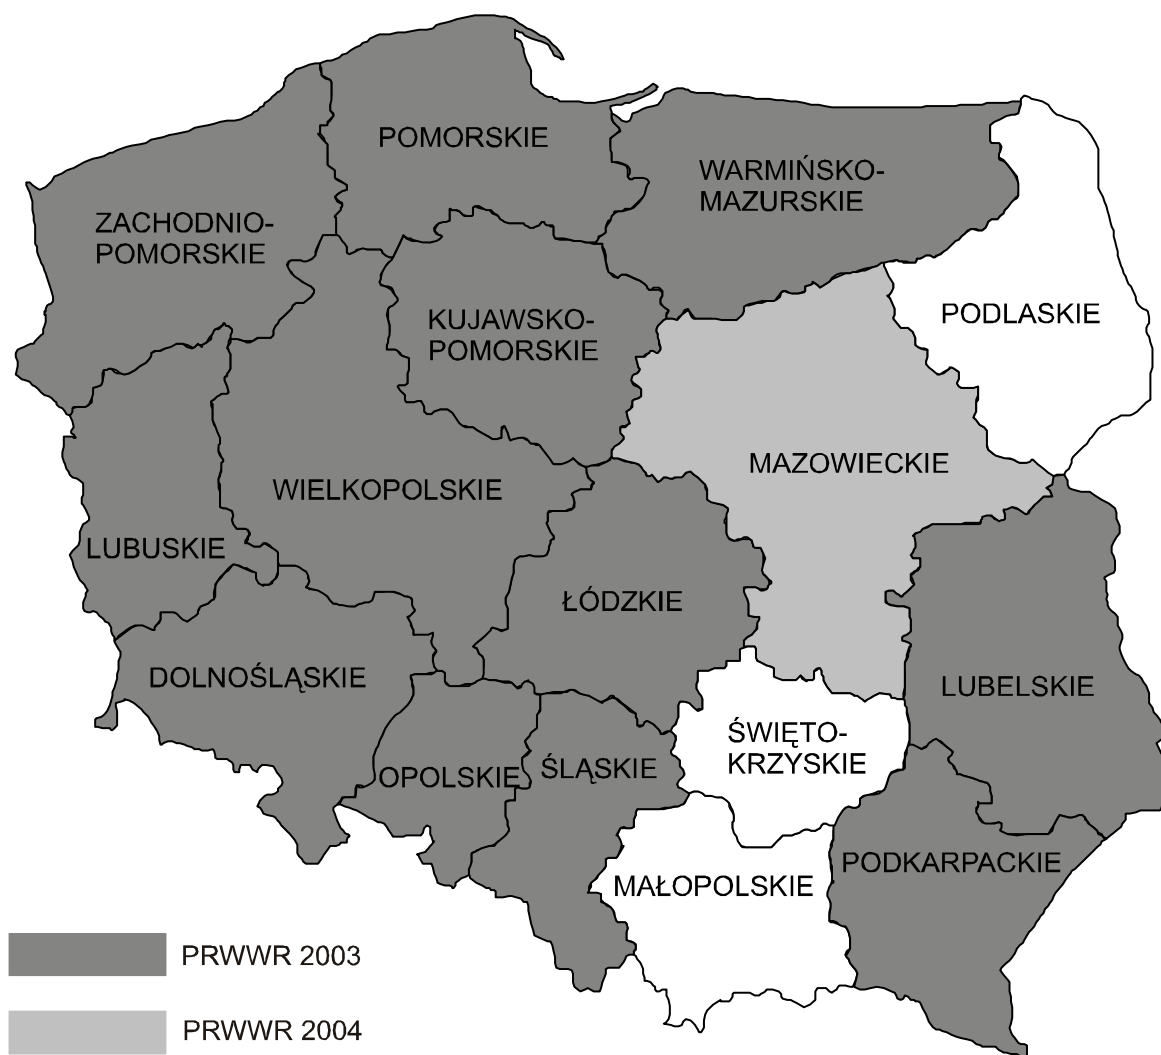 POMORSKIE
WARMIŃSKO-
MAZURSKIE
ZACHODNIO-
POMORSKIE
KUJAWSKO-
POMORSKIE
PODLASKIE
MAZOWIECKIE
WIELKOPOLSKIE
LUBUSKIE
ŁÓDZKIE
DOLNOŚLĄSKIE
LUBELSKIE
ŚWIĘTO-
KRZYSKIE
OPOLSKIE
ŚLĄSKIE
PODKARPACKIE
MAŁOPOLSKIE
PRWWR 2003
PRWWR 2004